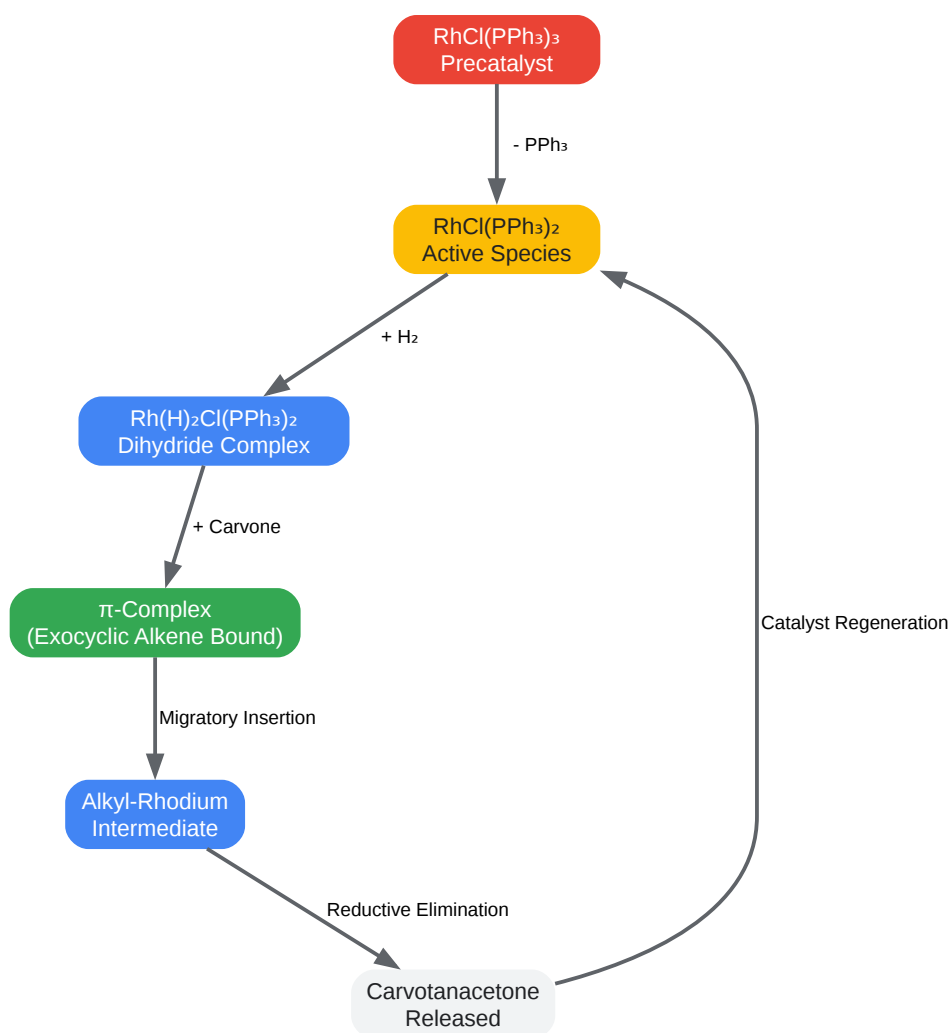 RhCl(PPh₃)₃
Precatalyst
- PPh₃
RhCl(PPh₃)₂
Active Species
+ H₂
Rh(H)₂Cl(PPh₃)₂
Dihydride Complex
+ Carvone
π-Complex
(Exocyclic Alkene Bound)
Catalyst Regeneration
Migratory Insertion
Alkyl-Rhodium
Intermediate
Reductive Elimination
Carvotanacetone
Released